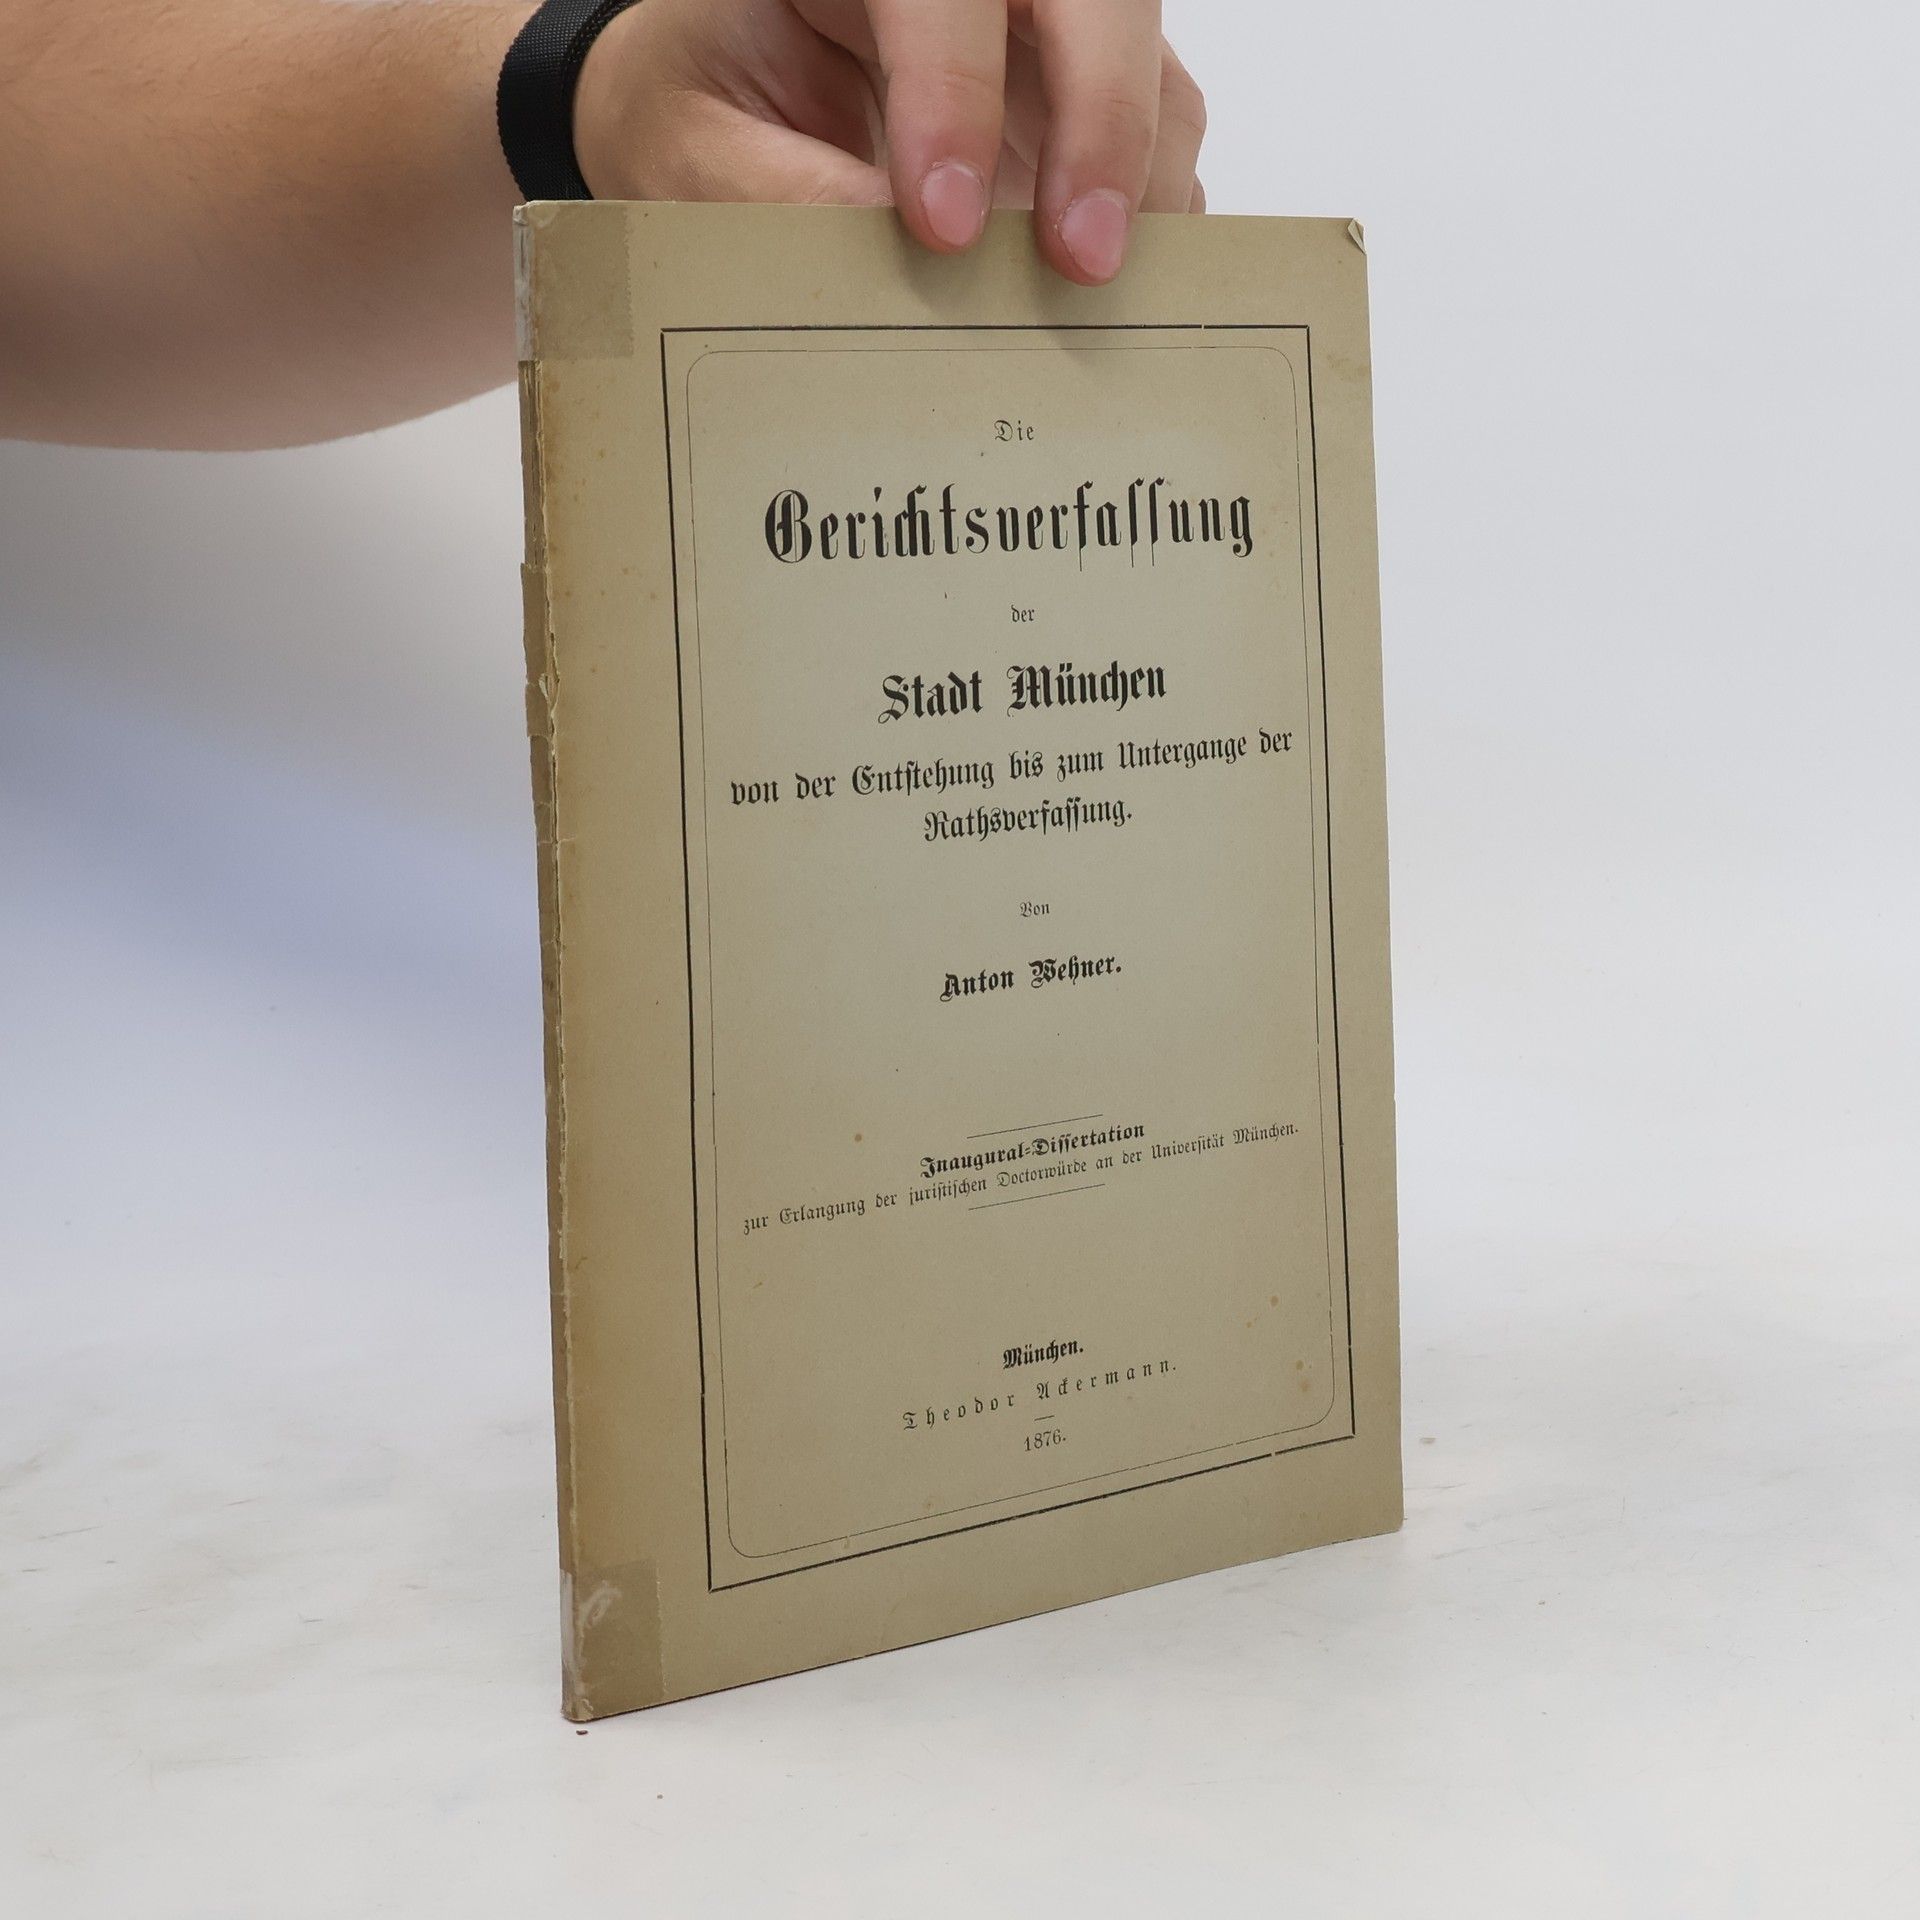 Die
Gerichtsverfaſſung
der
Stadt München
von der Entſtehung bis zum Untergange der
Rathsverfaſſung.
Von
Anton Wehner.
Inaugural-Diſſertation
zur Erlangung der juriſtiſchen Doctorwürde an der Univerſität München.
München.
Theodor Ackermann.
1876.